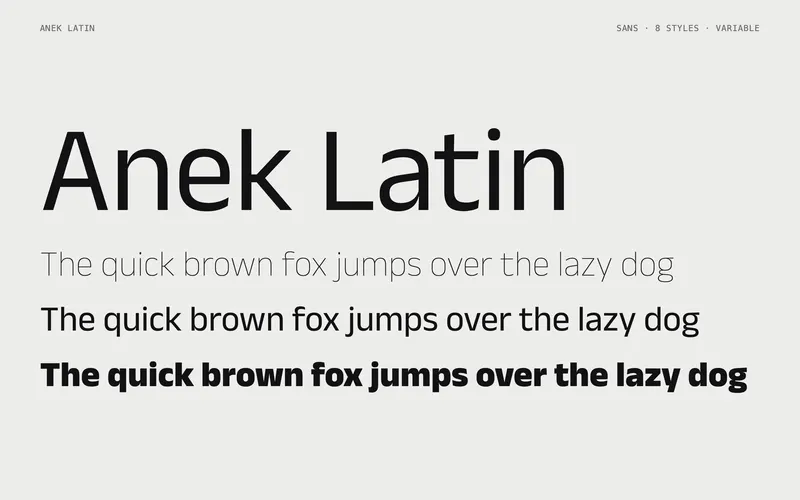 ANEK LATIN
SANS · 8 STYLES · VARIABLE
Anek Latin
The quick brown fox jumps over the lazy dog
The quick brown fox jumps over the lazy dog
The quick brown fox jumps over the lazy dog